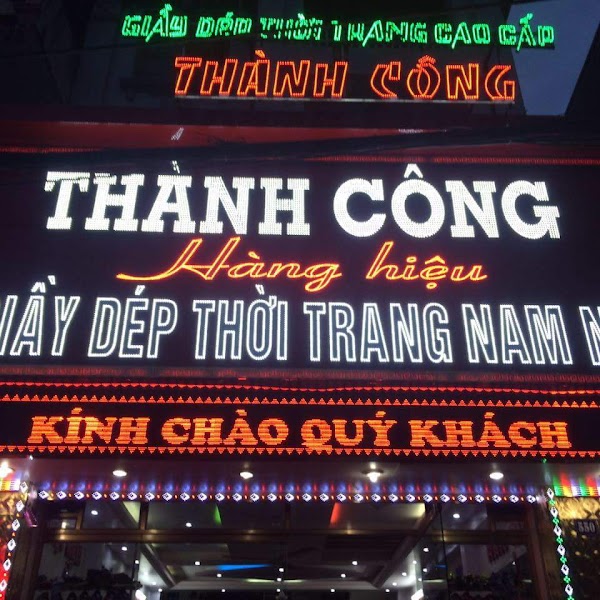 GIẦY DÉP THỜI TRANG CAO CẤP
THÀNH CÔNG
THÀNH CÔNG
Hàng hiệu
IẦY DÉP THỜI TRANG NAM N
KÍNH CHÀO QUÝ KHÁCH
550